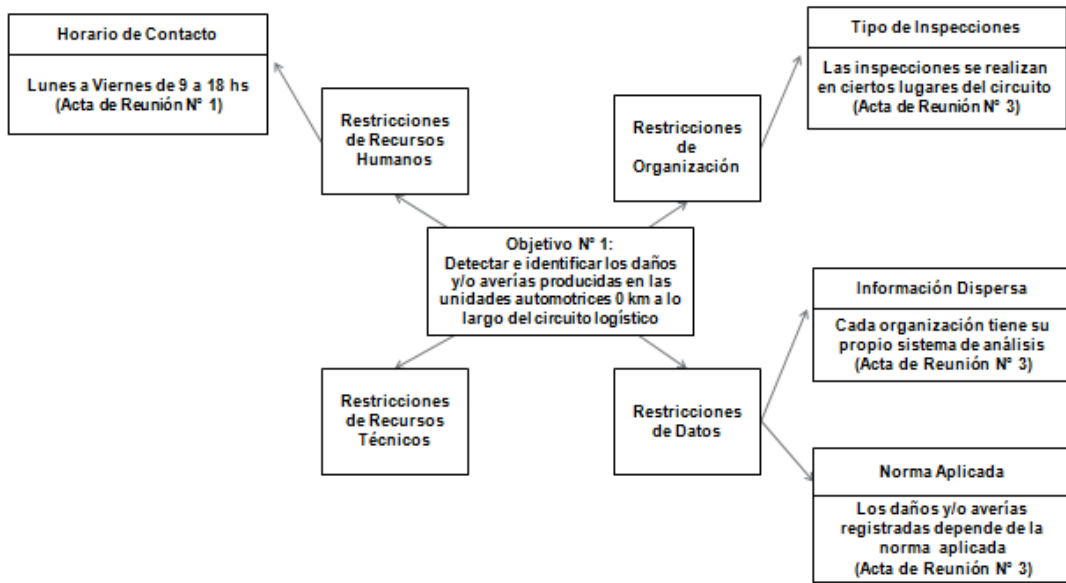 Horario de Contacto
Lunes a Viernes de 9 a 18 hs
(Acta de Reunión N° 1)
Tipo de Inspecciones
Las inspecciones se realizan
en ciertos lugares del circuito
(Acta de Reunión N° 3)
Restricciones
de Recursos
Humanos
Restricciones
de
Organización
Objetivo N° 1:
Detectar e identificar los daños
y/o averías producidas en las
unidades automotrices 0 km a lo
largo del circuito logístico
Información Dispersa
Cada organización tiene su
propio sistema de análisis
(Acta de Reunión N° 3)
Restricciones
de Recursos
Técnicos
Restricciones
de Datos
Norma Aplicada
Los daños y/o averías
registradas depende de la
norma aplicada
(Acta de Reunión N° 3)